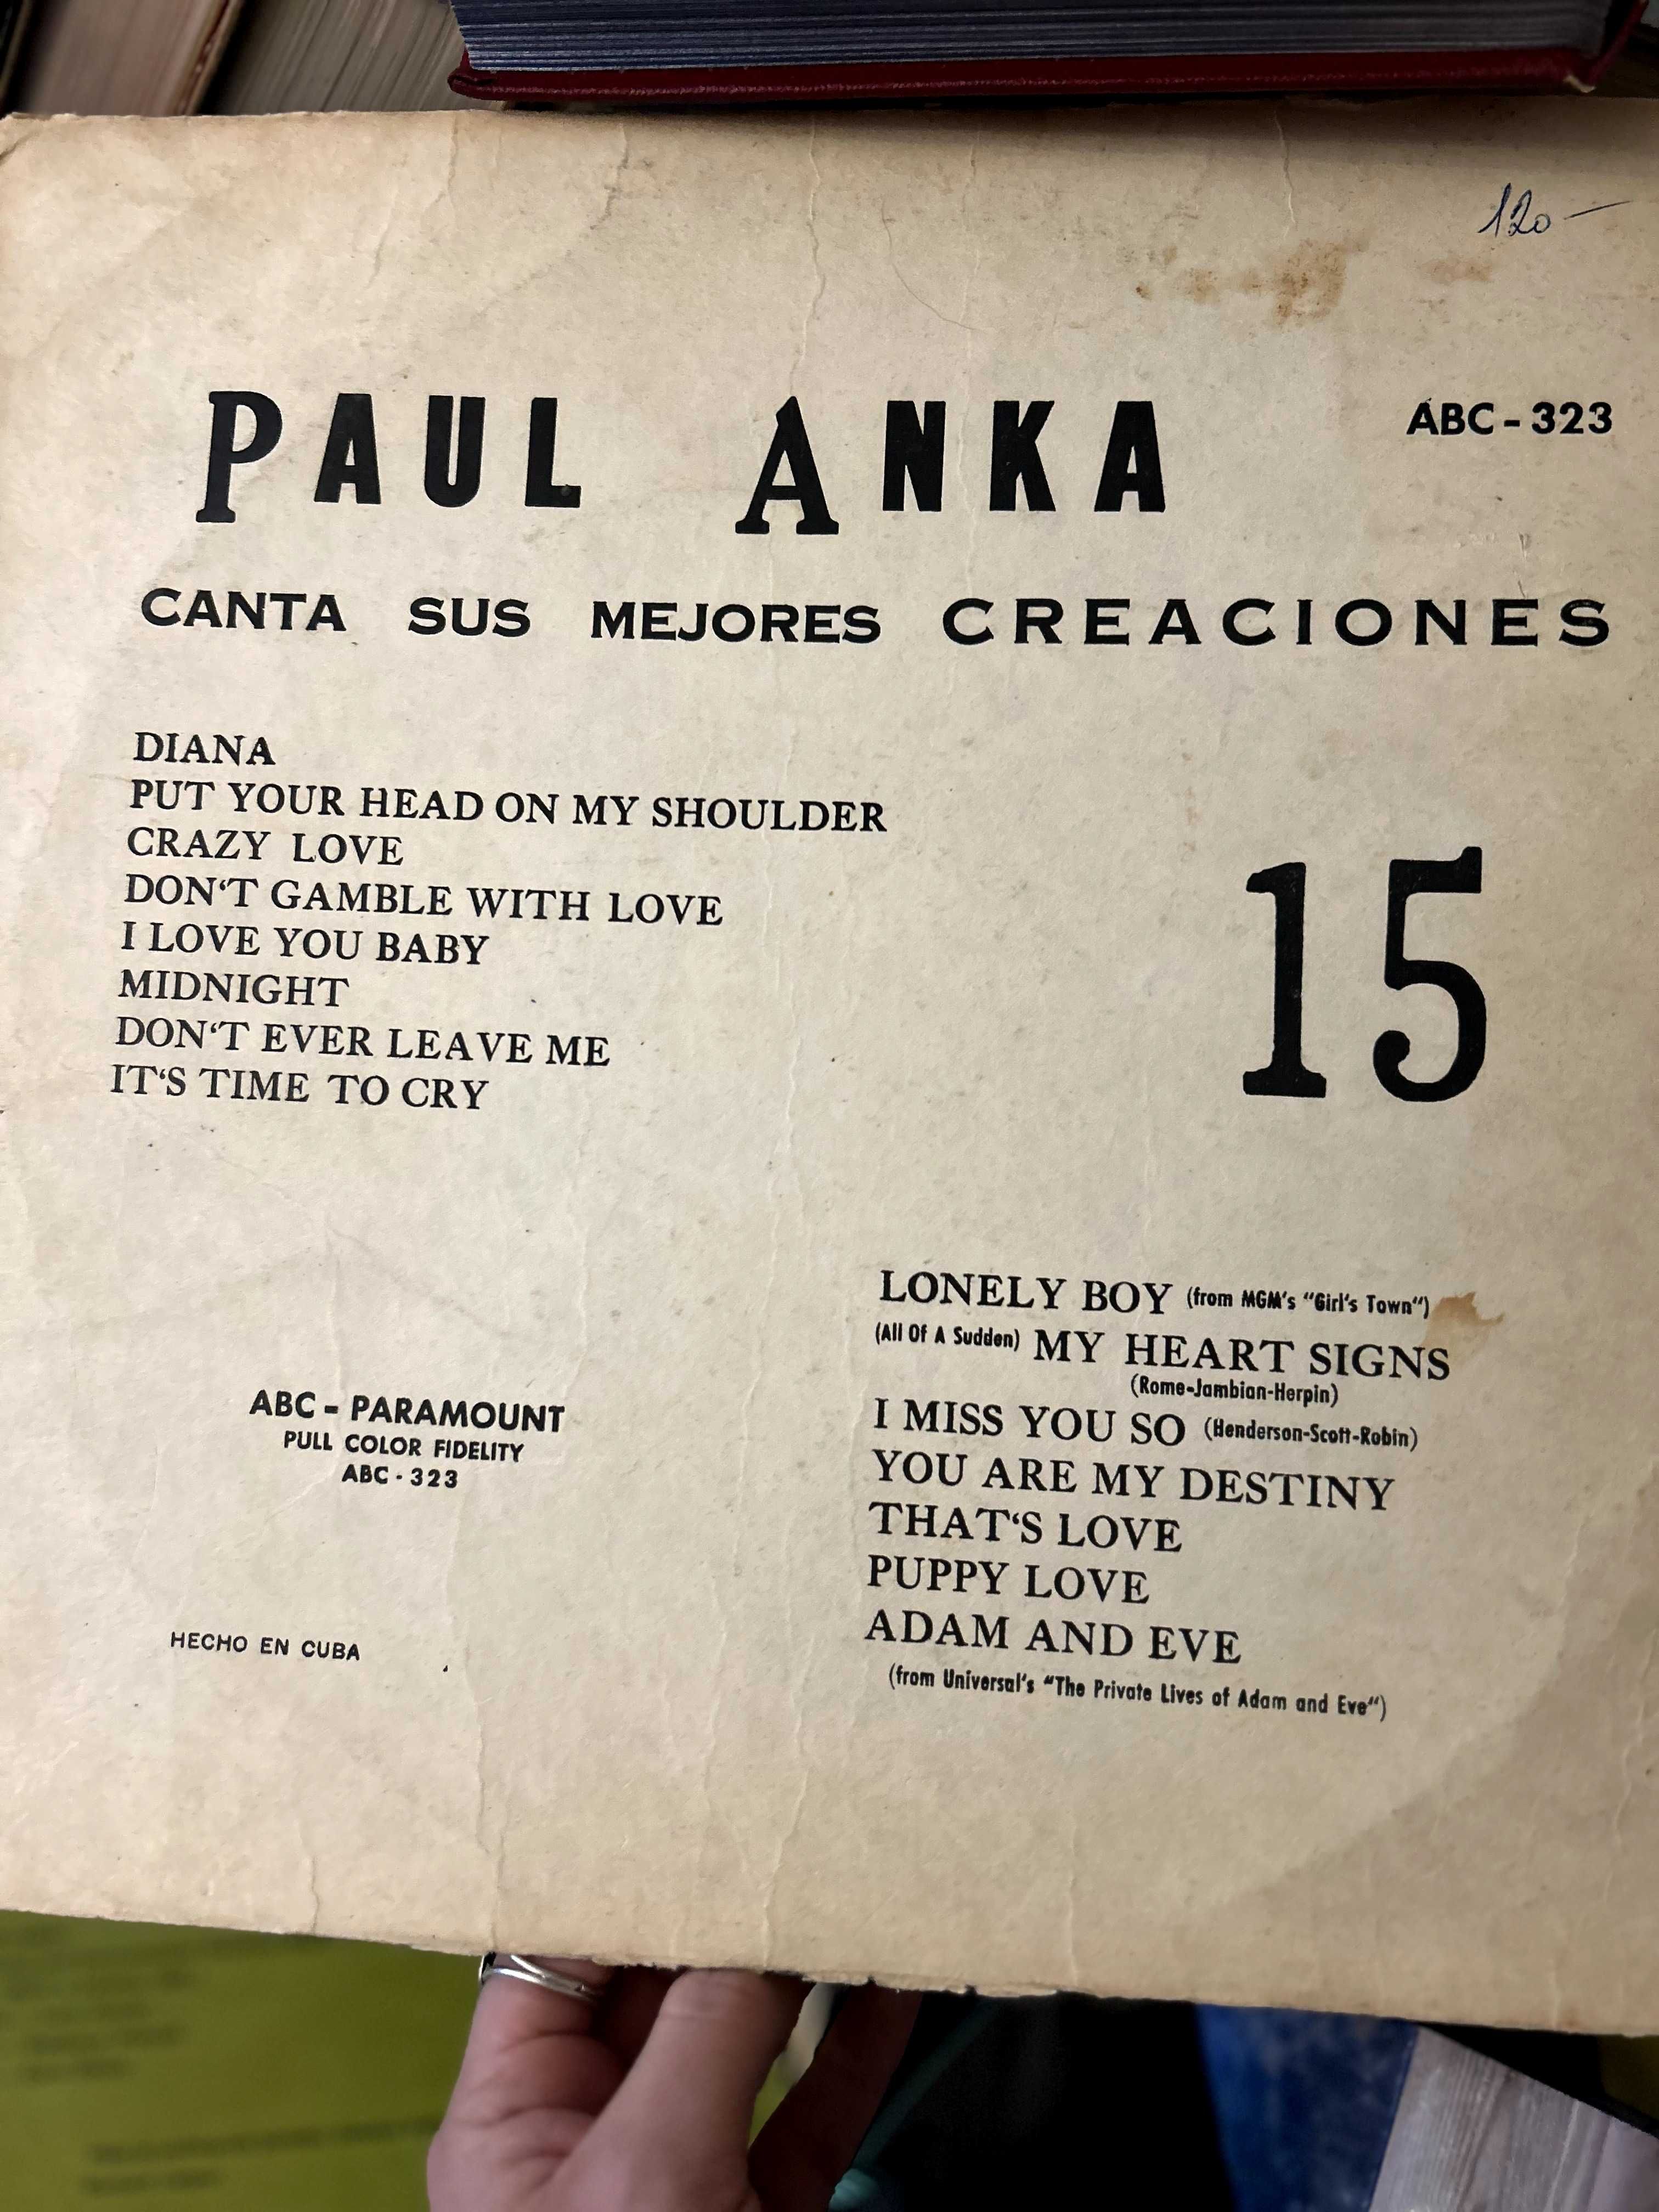 120-
PAUL ANKA
ABC-323
CANTA SUS MEJORES CREACIONES
DIANA
PUT YOUR HEAD ON MY SHOULDER
CRAZY LOVE
DON'T GAMBLE WITH LOVE
I LOVE YOU BABY
MIDNIGHT
DON'T EVER LEAVE ME
IT'S TIME TO CRY
15
LONELY BOY (from MGM's "Girl's Town")
(All Of A Sudden) MY HEART SIGNS
(Rome-Jambian-Herpin)
I MISS YOU SO (Henderson-Scott-Robin)
YOU ARE MY DESTINY
THAT'S LOVE
PUPPY LOVE
ADAM AND EVE
(from Universal's "The Private Lives of Adam and Eve")
ABC - PARAMOUNT
PULL COLOR FIDELITY
ABC - 323
HECHO EN CUBA